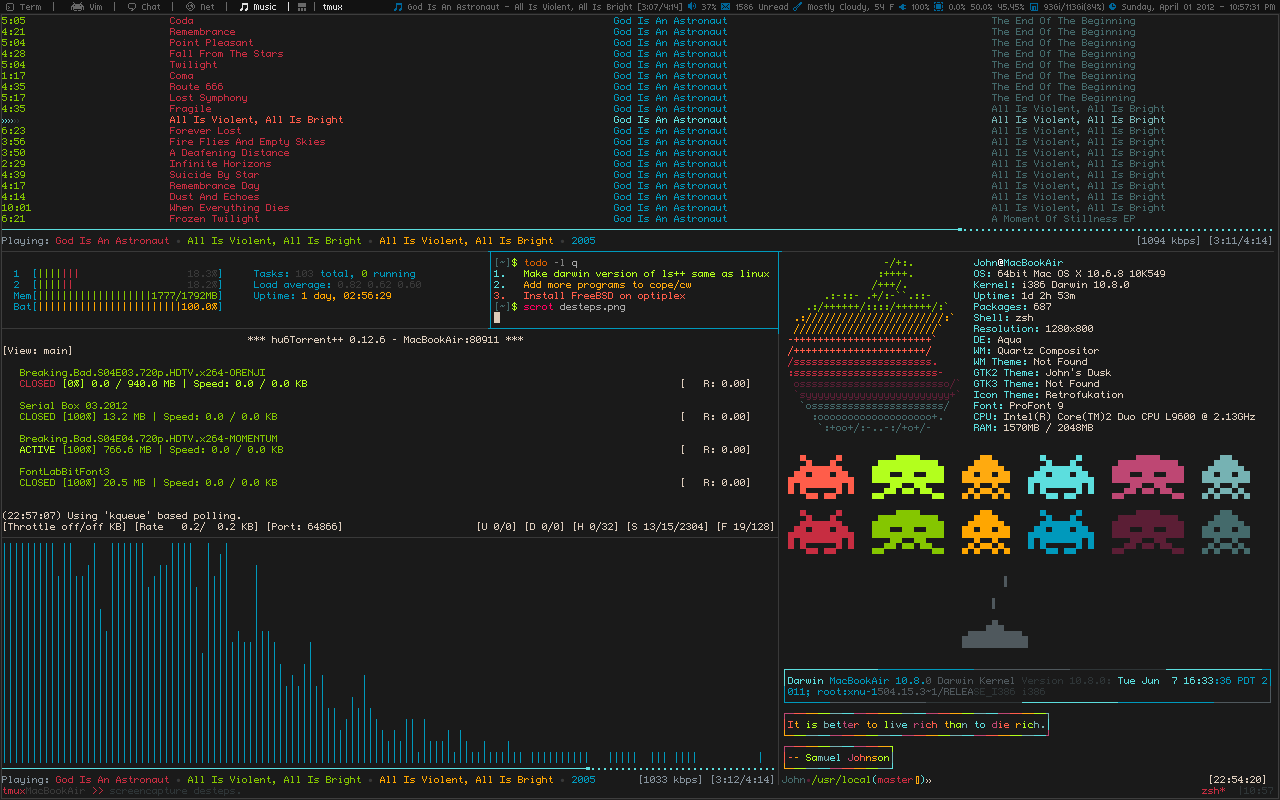 Term | Vim | Chat | Net | Music | | tmux God Is An Astronaut - All Is Violent, All Is Bright [3:07/4:14] 37% 1586 Unread Mostly Cloudy, 54 F 100% 0.0% 50.0% 45.45% 936i/1136i(84%) Sunday, April 01 2012 - 10:57:31 PM
5:05 Coda God Is An Astronaut The End Of The Beginning
4:21 Remembrance God Is An Astronaut The End Of The Beginning
5:04 Point Pleasant God Is An Astronaut The End Of The Beginning
4:28 Fall From The Stars God Is An Astronaut The End Of The Beginning
5:04 Twilight God Is An Astronaut The End Of The Beginning
1:17 Coma God Is An Astronaut The End Of The Beginning
4:35 Route 666 God Is An Astronaut The End Of The Beginning
5:17 Lost Symphony God Is An Astronaut The End Of The Beginning
4:35 Fragile God Is An Astronaut All Is Violent, All Is Bright
»»» All Is Violent, All Is Bright God Is An Astronaut All Is Violent, All Is Bright
6:23 Forever Lost God Is An Astronaut All Is Violent, All Is Bright
3:56 Fire Flies And Empty Skies God Is An Astronaut All Is Violent, All Is Bright
3:50 A Deafening Distance God Is An Astronaut All Is Violent, All Is Bright
2:29 Infinite Horizons God Is An Astronaut All Is Violent, All Is Bright
4:39 Suicide By Star God Is An Astronaut All Is Violent, All Is Bright
4:17 Remembrance Day God Is An Astronaut All Is Violent, All Is Bright
4:14 Dust And Echoes God Is An Astronaut All Is Violent, All Is Bright
10:01 When Everything Dies God Is An Astronaut All Is Violent, All Is Bright
6:21 Frozen Twilight God Is An Astronaut A Moment Of Stillness EP
Playing: God Is An Astronaut · All Is Violent, All Is Bright · All Is Violent, All Is Bright · 2005 [1094 kbps] [3:11/4:14]
1 [|||||||| 18.3%] Tasks: 103 total, 0 running
2 [||||||| 18.2%] Load average: 0.82 0.62 0.60
Mem[||||||||||||||||||||1777/1792MB] Uptime: 1 day, 02:56:29
Bat[|||||||||||||||||||||||||100.0%]
[~]$ todo -l q
1. Make darwin version of ls++ same as linux
2. Add more programs to cope/cw
3. Install FreeBSD on optiplex
[~]$ scrot desteps.png
*** hu6Torrent++ 0.12.6 - MacBookAir:80911 ***
[View: main]
Breaking.Bad.S04E03.720p.HDTV.x264-ORENJI
CLOSED [0%] 0.0 / 940.0 MB | Speed: 0.0 / 0.0 KB [ R: 0.00]
Serial Box 03.2012
CLOSED [100%] 13.2 MB | Speed: 0.0 / 0.0 KB [ R: 0.00]
Breaking.Bad.S04E04.720p.HDTV.x264-MOMENTUM
ACTIVE [100%] 766.6 MB | Speed: 0.0 / 0.0 KB [ R: 0.00]
FontLabBitFont3
CLOSED [100%] 20.5 MB | Speed: 0.0 / 0.0 KB [ R: 0.00]
(22:57:07) Using 'kqueue' based polling.
[Throttle off/off KB] [Rate 0.2/ 0.2 KB] [Port: 64866] [U 0/0] [D 0/0] [H 0/32] [S 13/15/2304] [F 19/128]
Playing: God Is An Astronaut · All Is Violent, All Is Bright · All Is Violent, All Is Bright · 2005 [1033 kbps] [3:12/4:14]
John@MacBookAir
OS: 64bit Mac OS X 10.6.8 10K549
Kernel: i386 Darwin 10.8.0
Uptime: 1d 2h 53m
Packages: 687
Shell: zsh
Resolution: 1280x800
DE: Aqua
WM: Quartz Compositor
WM Theme: Not Found
GTK2 Theme: John's Dusk
GTK3 Theme: Not Found
Icon Theme: Retrofukation
Font: ProFont 9
CPU: Intel(R) Core(TM)2 Duo CPU L9600 @ 2.13GHz
RAM: 1570MB / 2048MB
Darwin MacBookAir 10.8.0 Darwin Kernel Version 10.8.0: Tue Jun 7 16:33:36 PDT 2
011; root:xnu-1504.15.3~1/RELEASE_I386 i386
It is better to live rich than to die rich.
-- Samuel Johnson
John·/usr/local(master▯)» [22:54:20]
tmuxMacBookAir >> screencapture desteps. zsh* [10:57